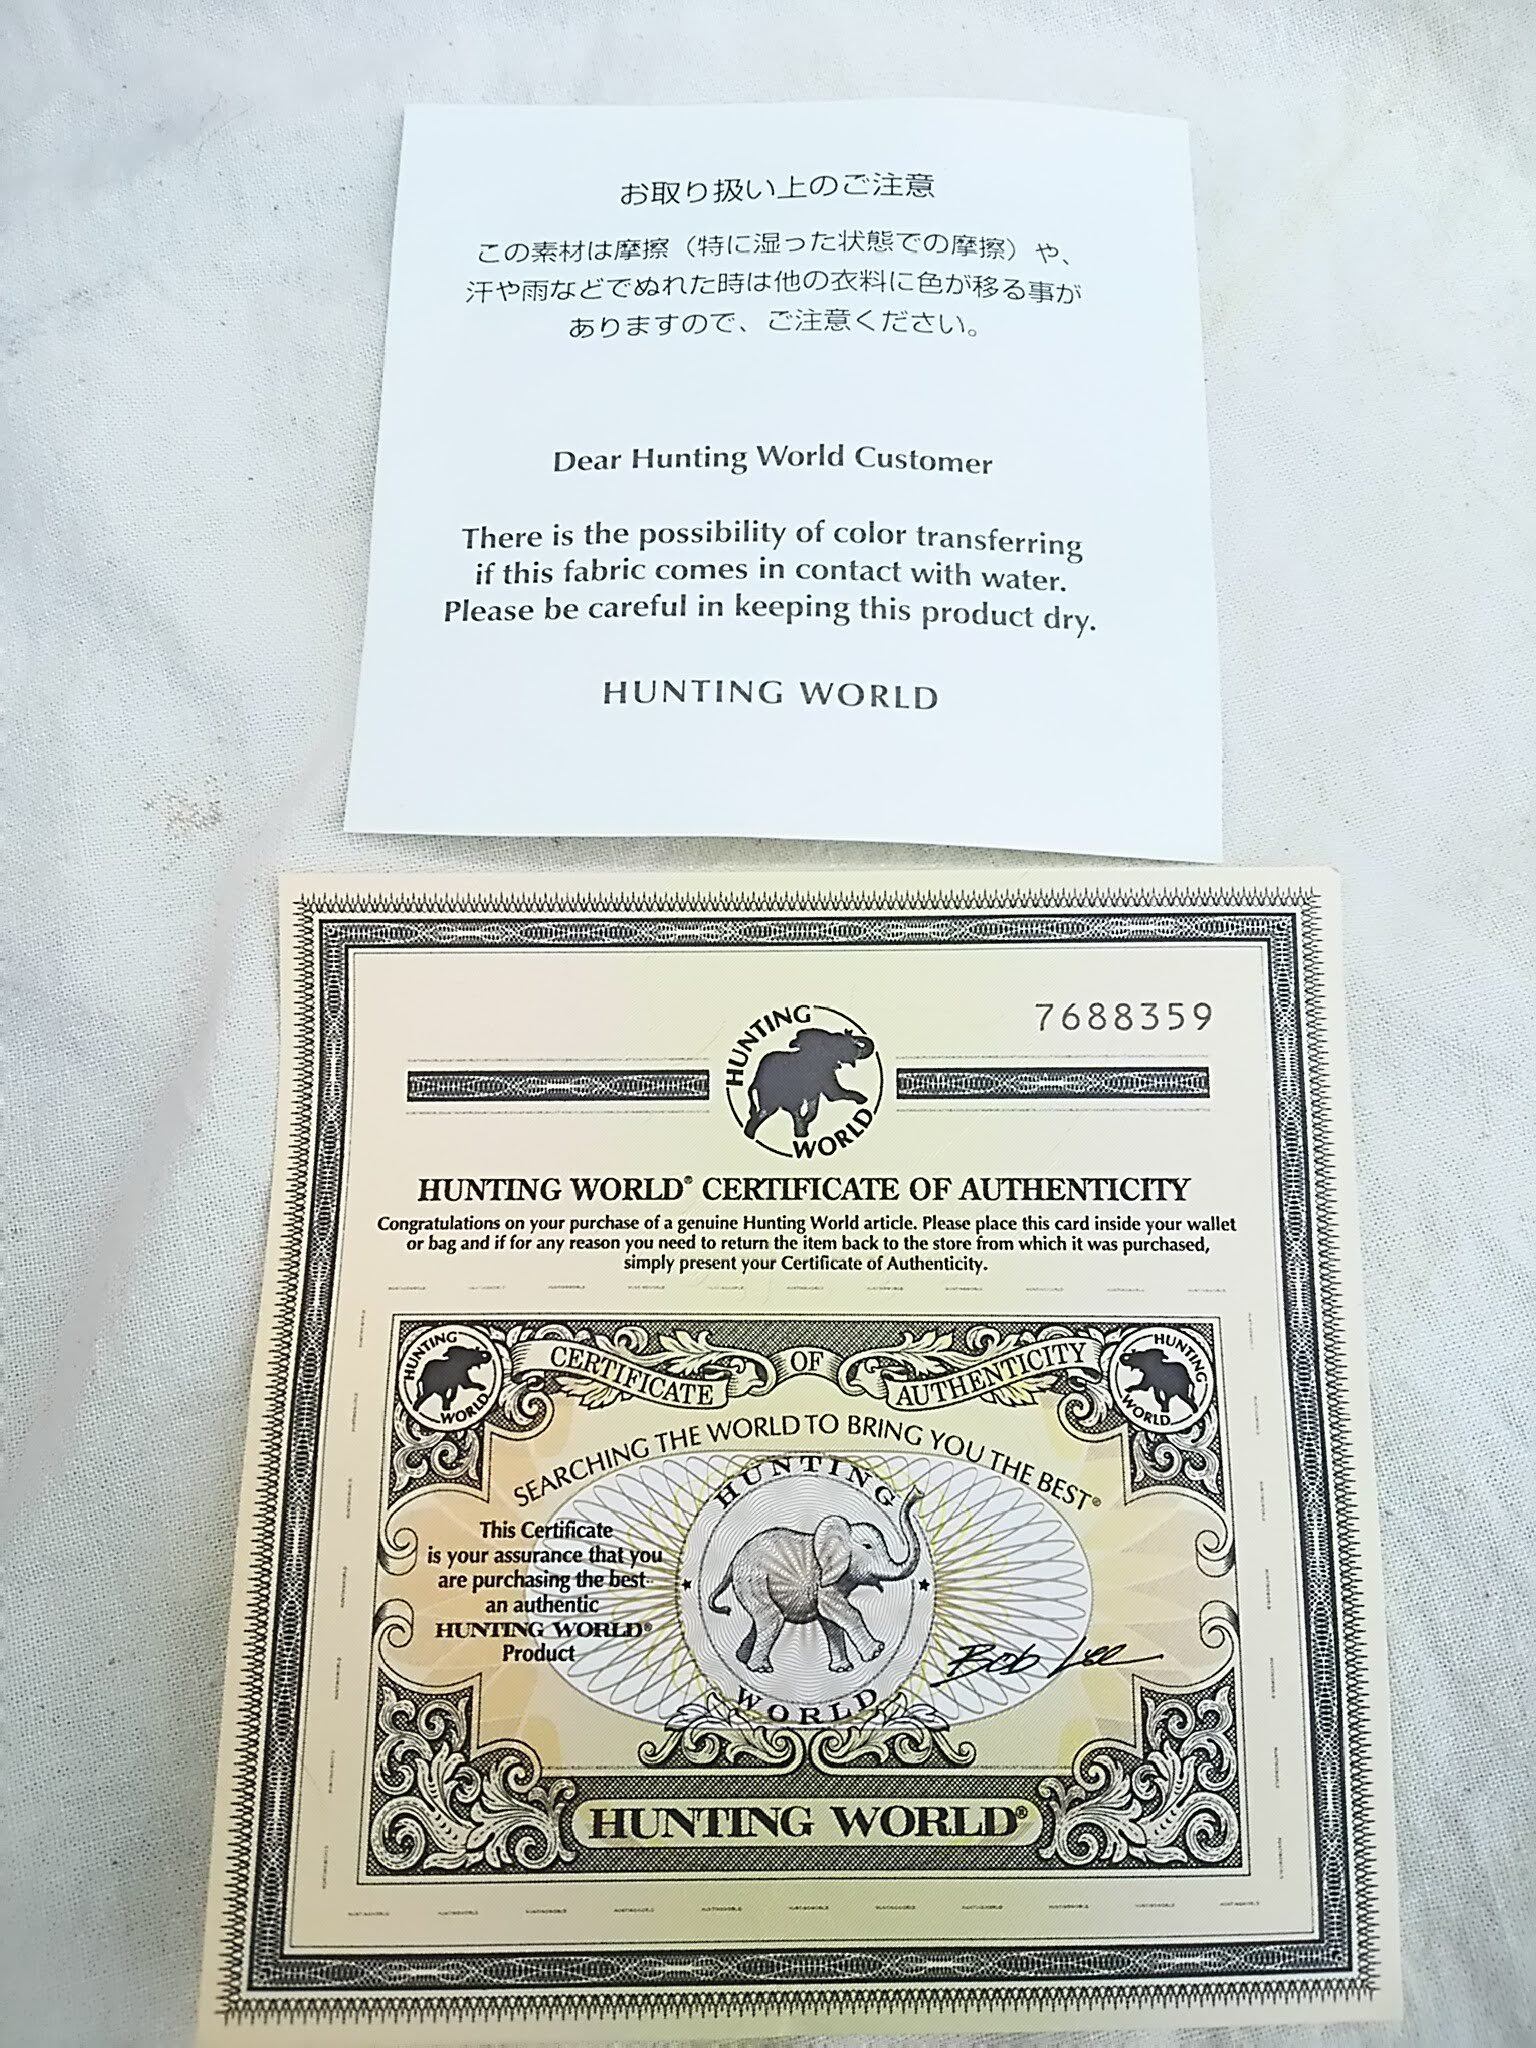 お取り扱い上のご注意
この素材は摩擦（特に湿った状態での摩擦）や、
汗や雨などでぬれた時は他の衣料に色が移る事が
ありますので、ご注意ください。
Dear Hunting World Customer
There is the possibility of color transferring
if this fabric comes in contact with water.
Please be careful in keeping this product dry.
HUNTING WORLD
7688359
HUNTING
WORLD
HUNTING WORLD® CERTIFICATE OF AUTHENTICITY
Congratulations on your purchase of a genuine Hunting World article. Please place this card inside your wallet
or bag and if for any reason you need to return the item back to the store from which it was purchased,
simply present your Certificate of Authenticity.
HUNTING
WORLD
CERTIFICATE OF AUTHENTICITY
HUNTING
WORLD
SEARCHING THE WORLD TO BRING YOU THE BEST®
HUNTING
WORLD
This Certificate
is your assurance that you
are purchasing the best
an authentic
HUNTING WORLD®
Product
Bob Lee
HUNTING WORLD®